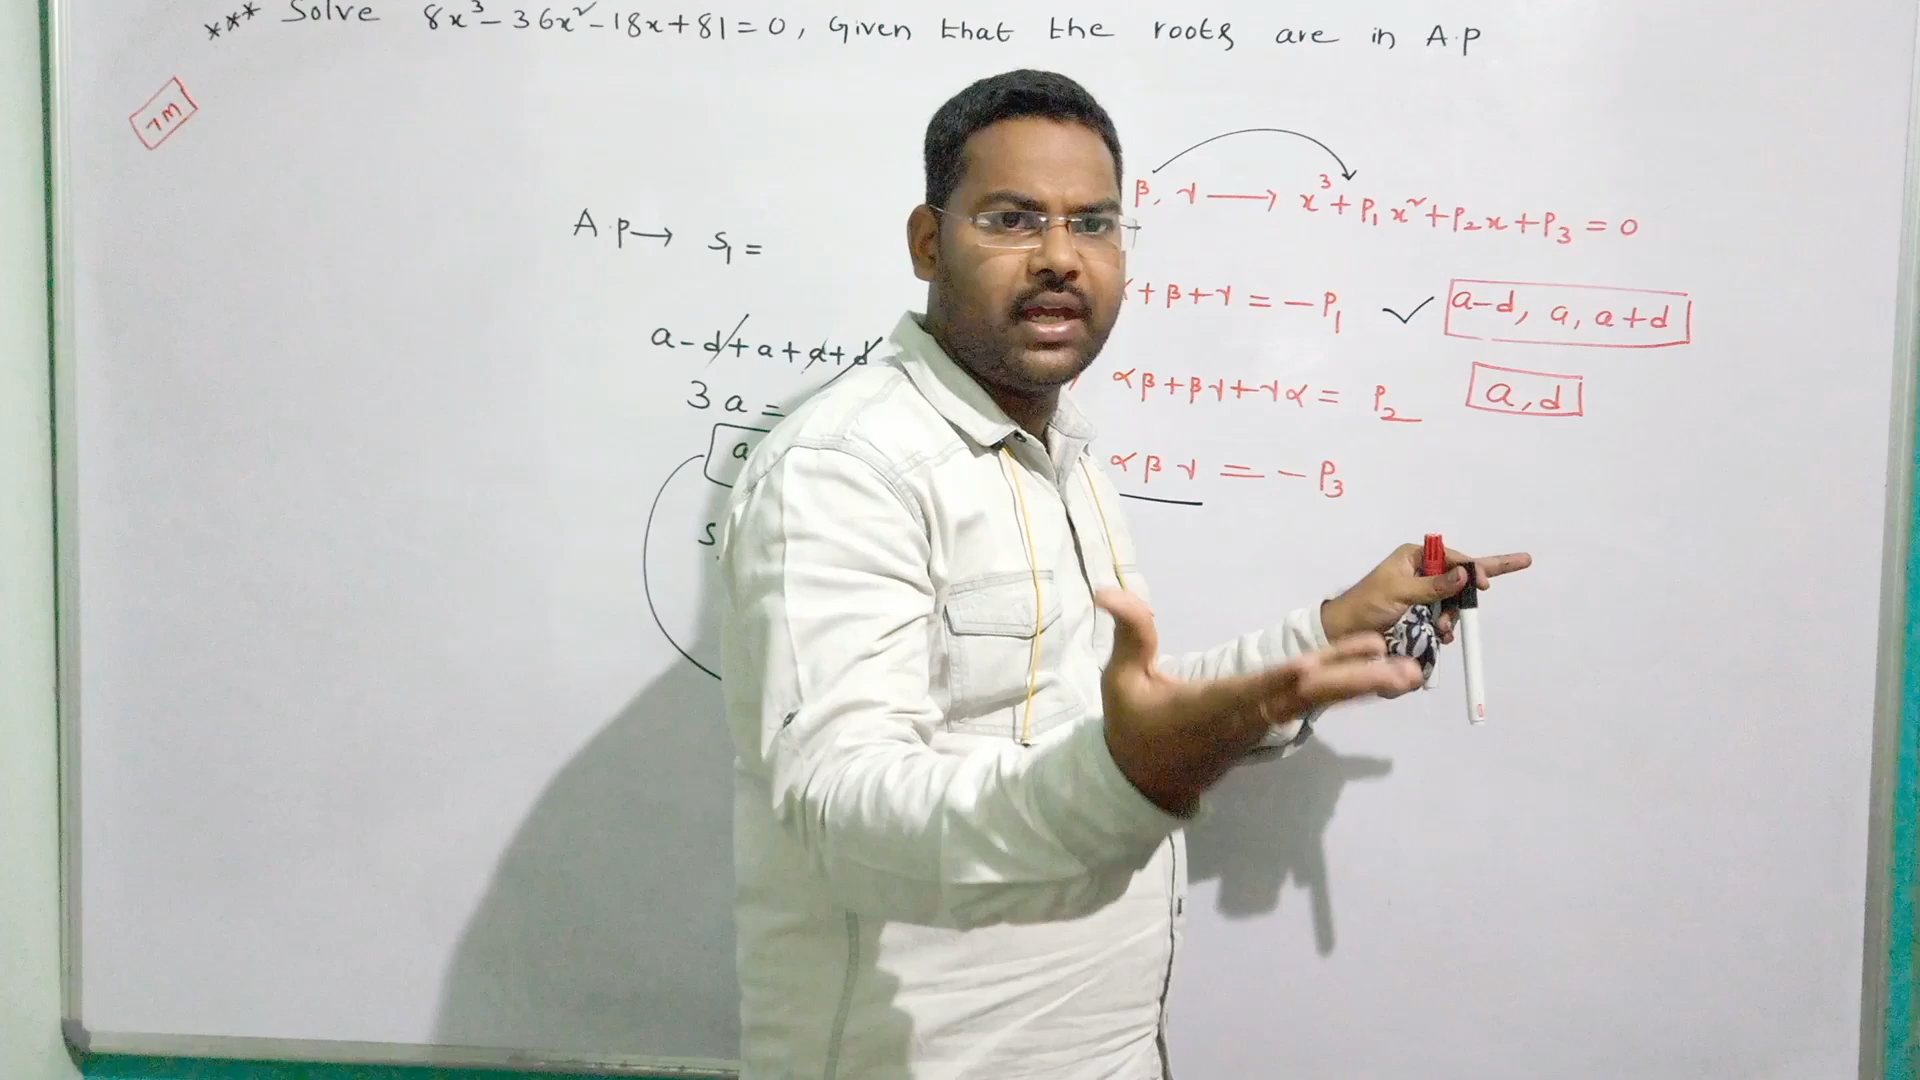 *** Solve 8x³ - 36x² - 18x + 81 = 0, Given that the roots are in A.P
7M
β, γ ⟶ x³ + P₁x² + P₂x + P₃ = 0
A.P → S₁ =
+ β + γ = - P₁ ✓ a-d, a, a+d
a - d + a + a + d
αβ + βγ + γα = P₂ a, d
3a =
a
αβγ = - P₃
S